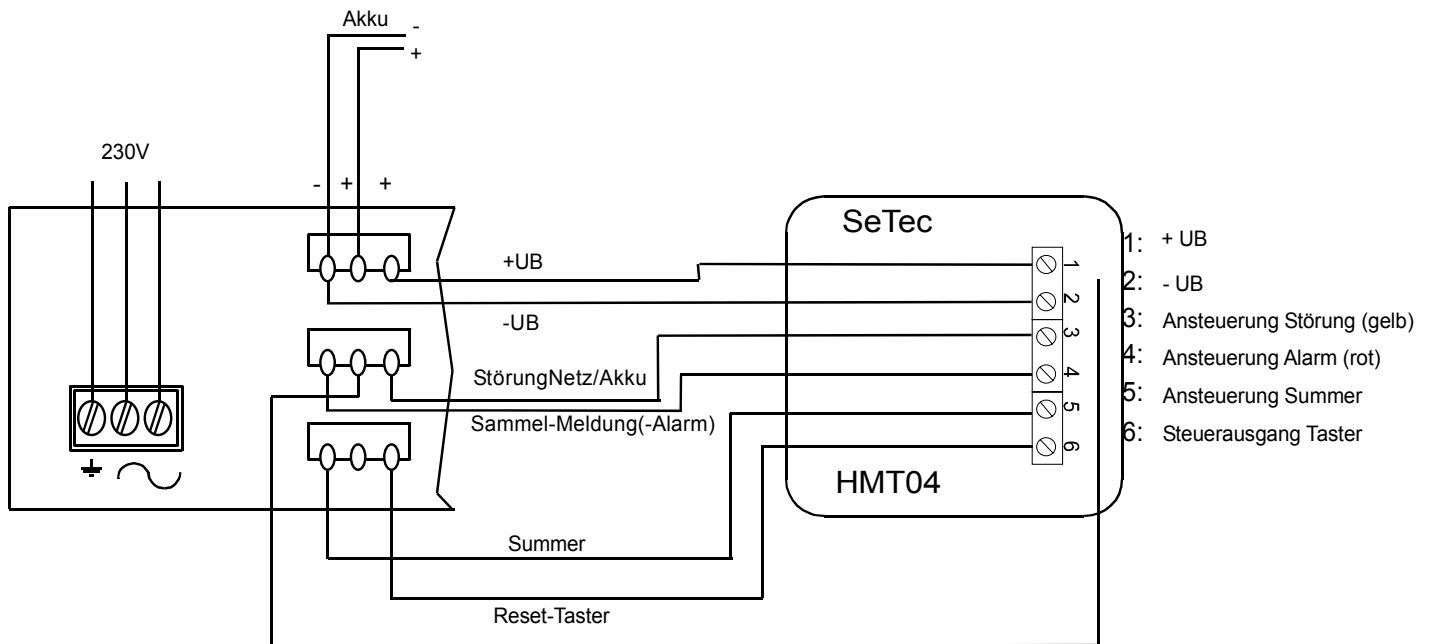 Akku
-
+
230V
- + +
SeTec
+UB
-UB
StörungNetz/Akku
Sammel-Meldung(-Alarm)
1
2
3
4
5
6
1: + UB
2: - UB
3: Ansteuerung Störung (gelb)
4: Ansteuerung Alarm (rot)
5: Ansteuerung Summer
6: Steuerausgang Taster
HMT04
Summer
Reset-Taster